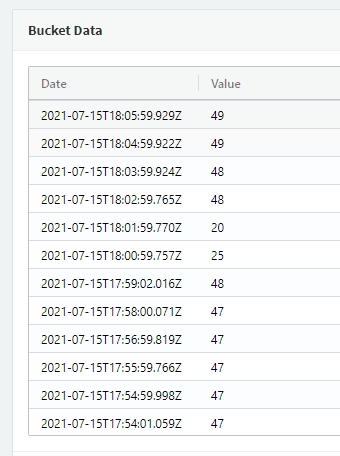 Bucket Data
Date Value
2021-07-15T18:05:59.929Z 49
2021-07-15T18:04:59.922Z 49
2021-07-15T18:03:59.924Z 48
2021-07-15T18:02:59.765Z 48
2021-07-15T18:01:59.770Z 20
2021-07-15T18:00:59.757Z 25
2021-07-15T17:59:02.016Z 48
2021-07-15T17:58:00.071Z 47
2021-07-15T17:56:59.819Z 47
2021-07-15T17:55:59.766Z 47
2021-07-15T17:54:59.998Z 47
2021-07-15T17:54:01.059Z 47